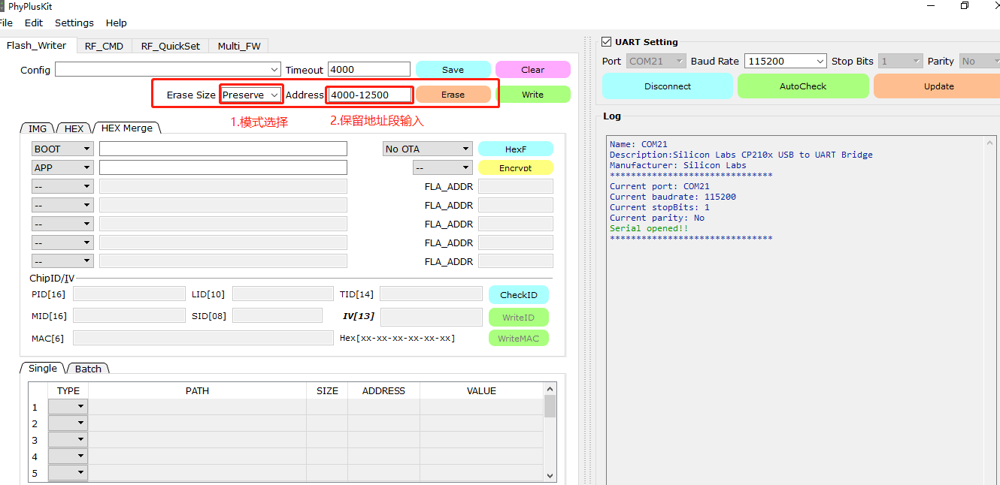 PhyPlusKit
File Edit Settings Help
Flash_Writer RF_CMD RF_QuickSet Multi_FW
Config Timeout 4000 Save Clear
Erase Size Preserve Address 4000-12500 Erase Write
1.模式选择 2.保留地址段输入
IMG HEX HEX Merge
BOOT No OTA HexF
APP -- Encrypt
-- FLA_ADDR
-- FLA_ADDR
-- FLA_ADDR
-- FLA_ADDR
-- FLA_ADDR
ChipID/IV
PID[16] LID[10] TID[14] CheckID
MID[16] SID[08] IV[13] WriteID
MAC[6] Hex[xx-xx-xx-xx-xx-xx] WriteMAC
Single Batch
TYPE PATH SIZE ADDRESS VALUE
1
2
3
4
5
UART Setting
Port COM21 Baud Rate 115200 Stop Bits 1 Parity No
Disconnect AutoCheck Update
Log
Name: COM21
Description:Silicon Labs CP210x USB to UART Bridge
Manufacturer: Silicon Labs
*******************************
Current port: COM21
Current baudrate: 115200
Current stopBits: 1
Current parity: No
Serial opened!!
*******************************